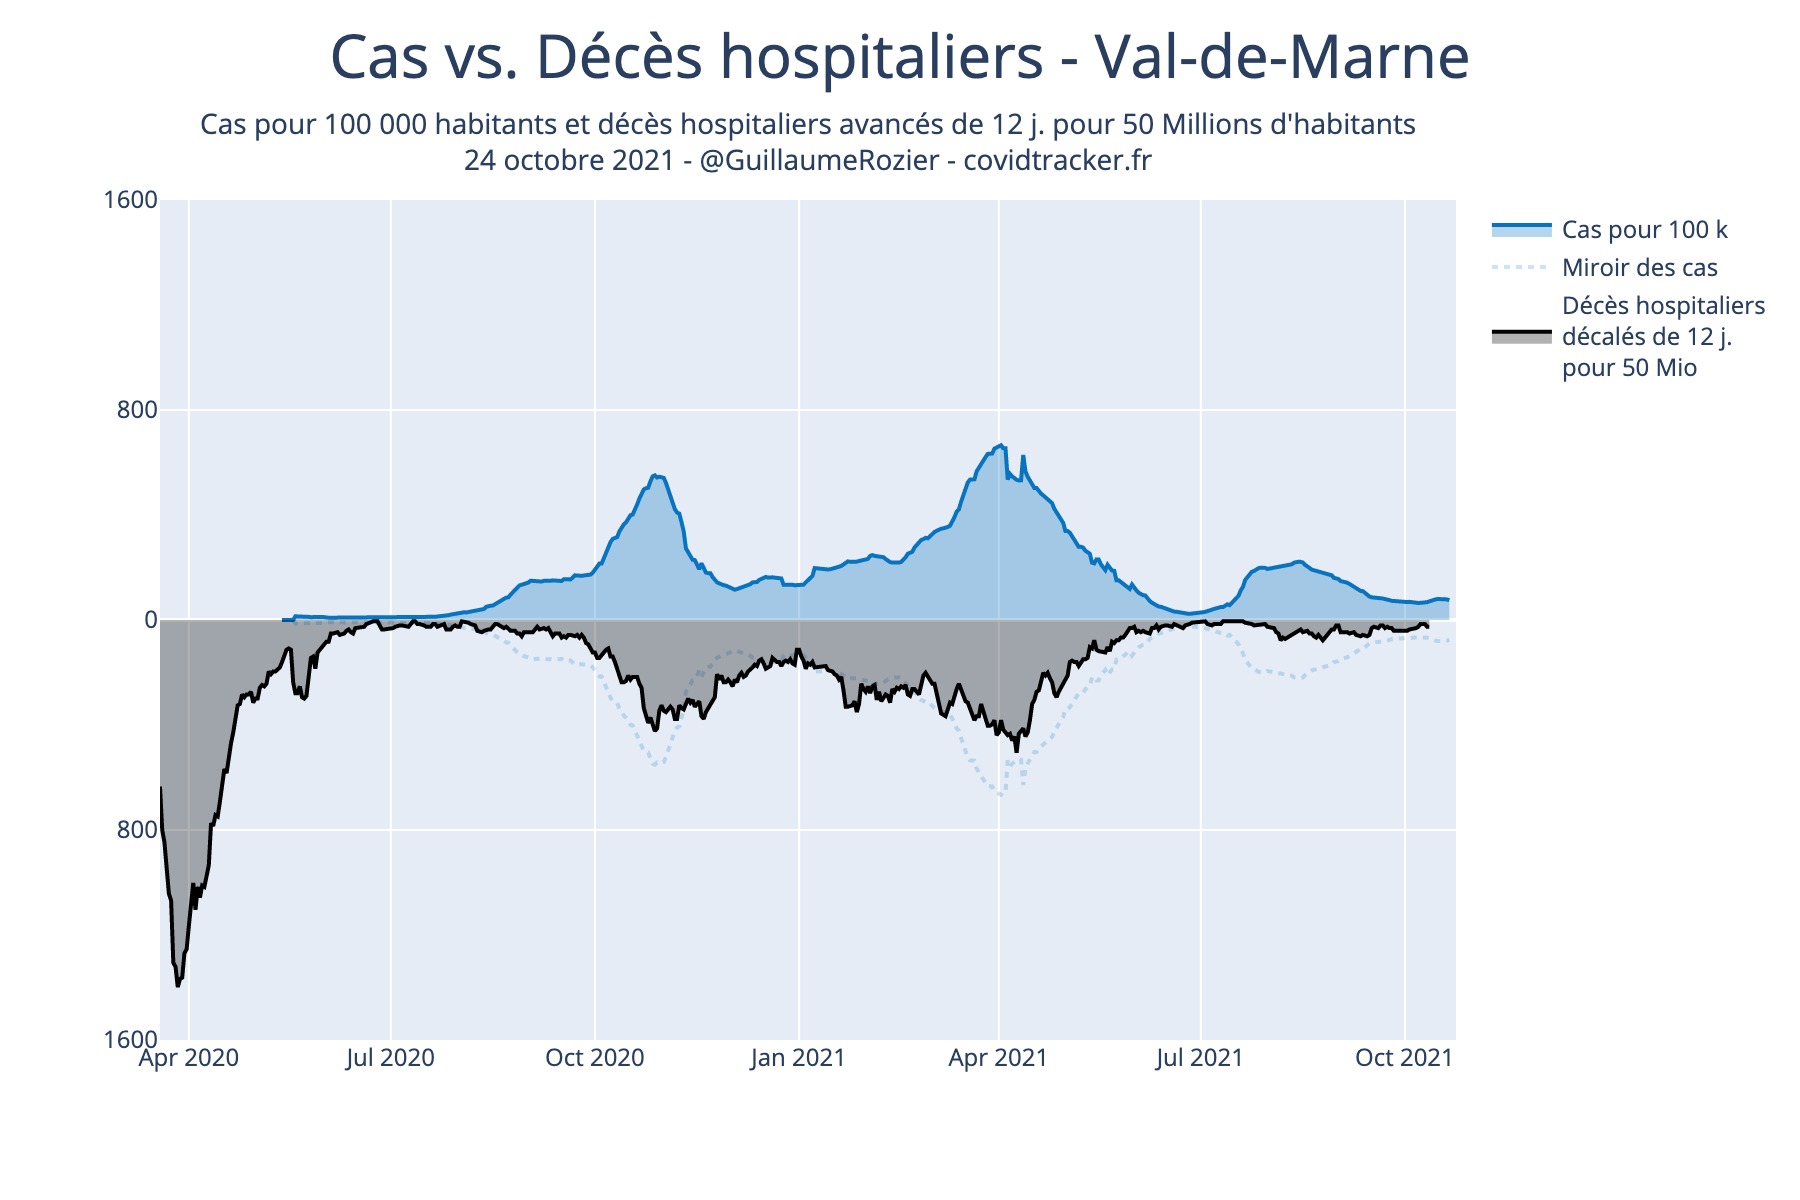 Cas vs. Décès hospitaliers - Val-de-Marne
Cas pour 100 000 habitants et décès hospitaliers avancés de 12 j. pour 50 Millions d'habitants
24 octobre 2021 - @GuillaumeRozier - covidtracker.fr
1600
800
0
800
1600
Apr 2020
Jul 2020
Oct 2020
Jan 2021
Apr 2021
Jul 2021
Oct 2021
Cas pour 100 k
Miroir des cas
Décès hospitaliers
décalés de 12 j.
pour 50 Mio